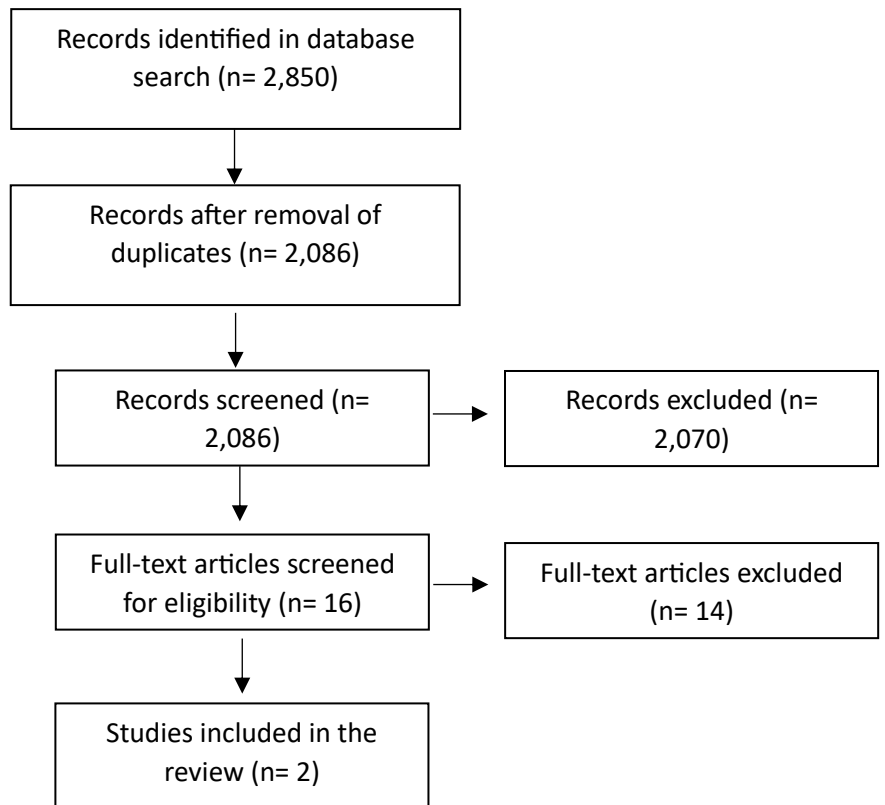 Records identified in database
search (n= 2,850)
Records after removal of
duplicates (n= 2,086)
Records screened (n=
2,086)
Records excluded (n=
2,070)
Full-text articles screened
for eligibility (n= 16)
Full-text articles excluded
(n= 14)
Studies included in the
review (n= 2)